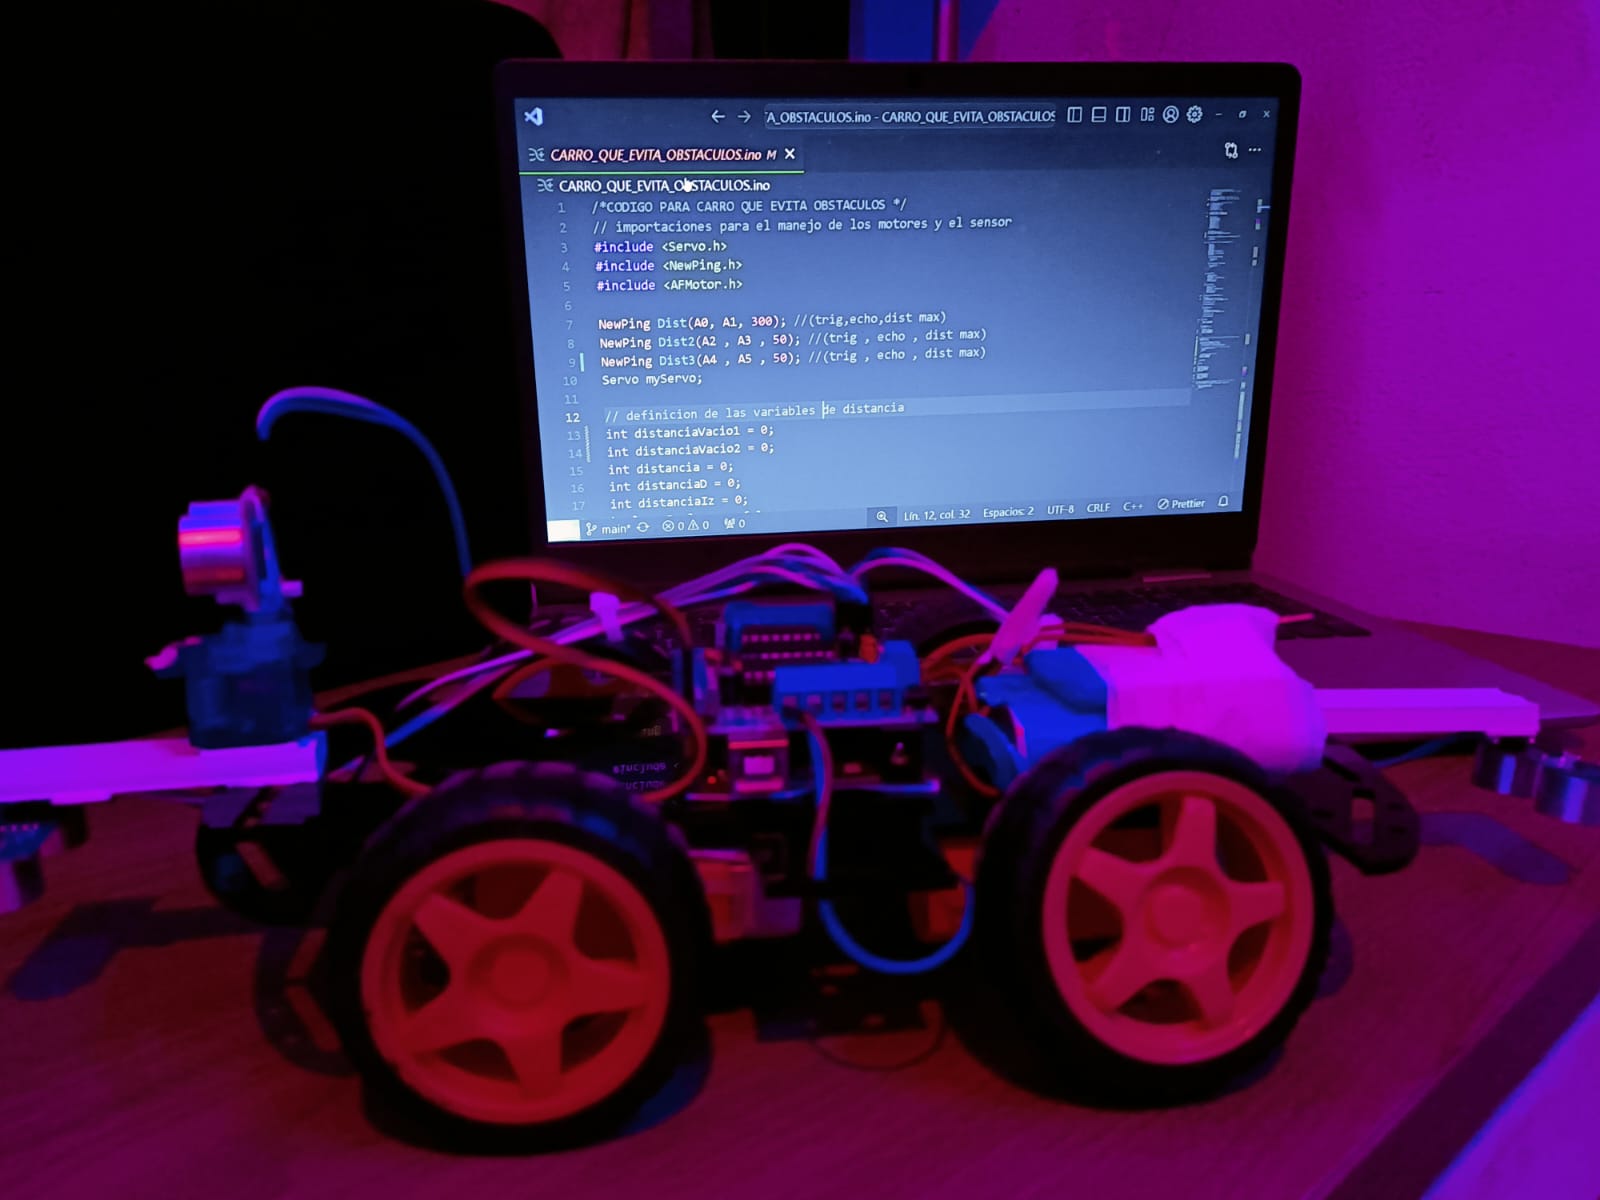 TA_OBSTACULOS.ino - CARRO_QUE_EVITA_OBSTACULOS
CARRO_QUE_EVITA_OBSTACULOS.ino M
CARRO_QUE_EVITA_OBSTACULOS.ino
1 /*CODIGO PARA CARRO QUE EVITA OBSTACULOS */
2 // importaciones para el manejo de los motores y el sensor
3 #include <Servo.h>
4 #include <NewPing.h>
5 #include <AFMotor.h>
6
7 NewPing Dist(A0, A1, 300); //(trig,echo,dist max)
8 NewPing Dist2(A2 , A3 , 50); //(trig , echo , dist max)
9 NewPing Dist3(A4 , A5 , 50); //(trig , echo , dist max)
10 Servo myServo;
11
12 // definicion de las variables de distancia
13 int distanciaVacio1 = 0;
14 int distanciaVacio2 = 0;
15 int distancia = 0;
16 int distanciaD = 0;
17 int distanciaIz = 0;
main* 0 0 0 Lín. 12, col. 32 Espacios: 2 UTF-8 CRLF C++ Prettier